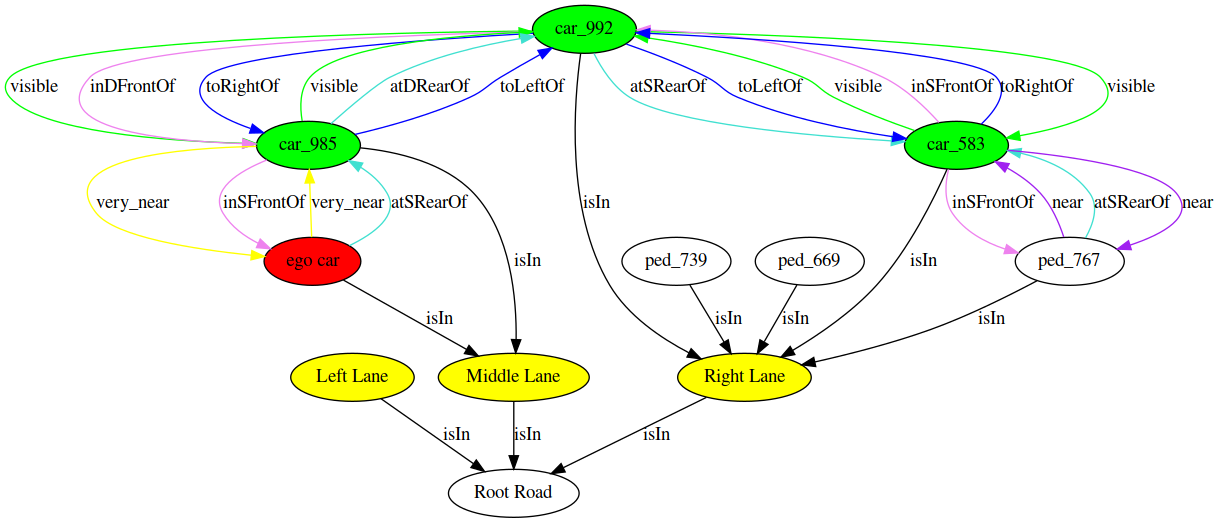 car_992
visible
inDFrontOf
toRightOf
visible
atDRearOf
toLeftOf
atSRearOf
toLeftOf
visible
inSFrontOf
toRightOf
visible
car_985
car_583
very_near
inSFrontOf
very_near
atSRearOf
isIn
inSFrontOf
near
atSRearOf
near
ego car
isIn
ped_739
ped_669
isIn
ped_767
isIn
isIn
isIn
isIn
Left Lane
Middle Lane
Right Lane
isIn
isIn
isIn
Root Road